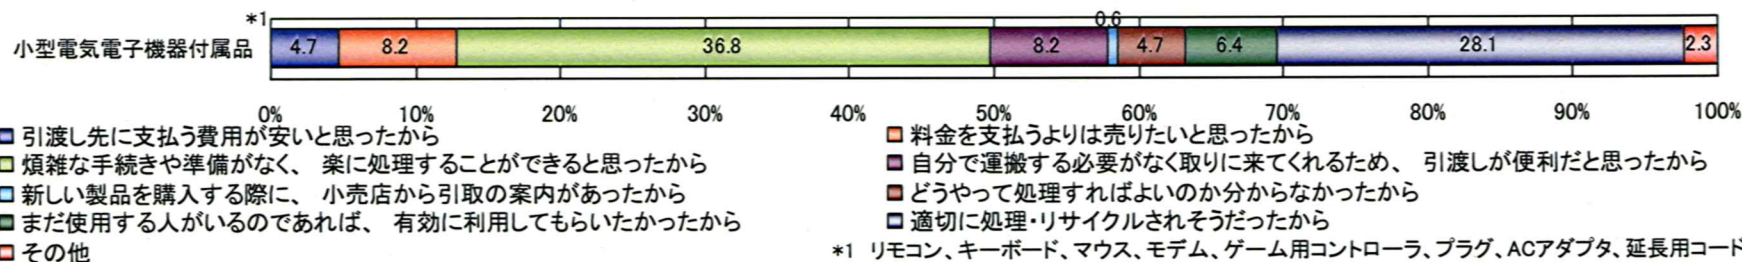 *1
0.6
小型電気電子機器付属品 4.7 8.2 36.8 8.2 4.7 6.4 28.1 2.3
0% 10% 20% 30% 40% 50% 60% 70% 80% 90% 100%
引渡し先に支払う費用が安いと思ったから 料金を支払うよりは売りたいと思ったから
煩雑な手続きや準備がなく、 楽に処理することができると思ったから 自分で運搬する必要がなく取りに来てくれるため、 引渡しが便利だと思ったから
新しい製品を購入する際に、 小売店から引取の案内があったから どうやって処理すればよいのか分からなかったから
まだ使用する人がいるのであれば、 有効に利用してもらいたかったから 適切に処理・リサイクルされそうだったから
その他 *1 リモコン、キーボード、マウス、モデム、ゲーム用コントローラ、プラグ、ACアダプタ、延長用コード